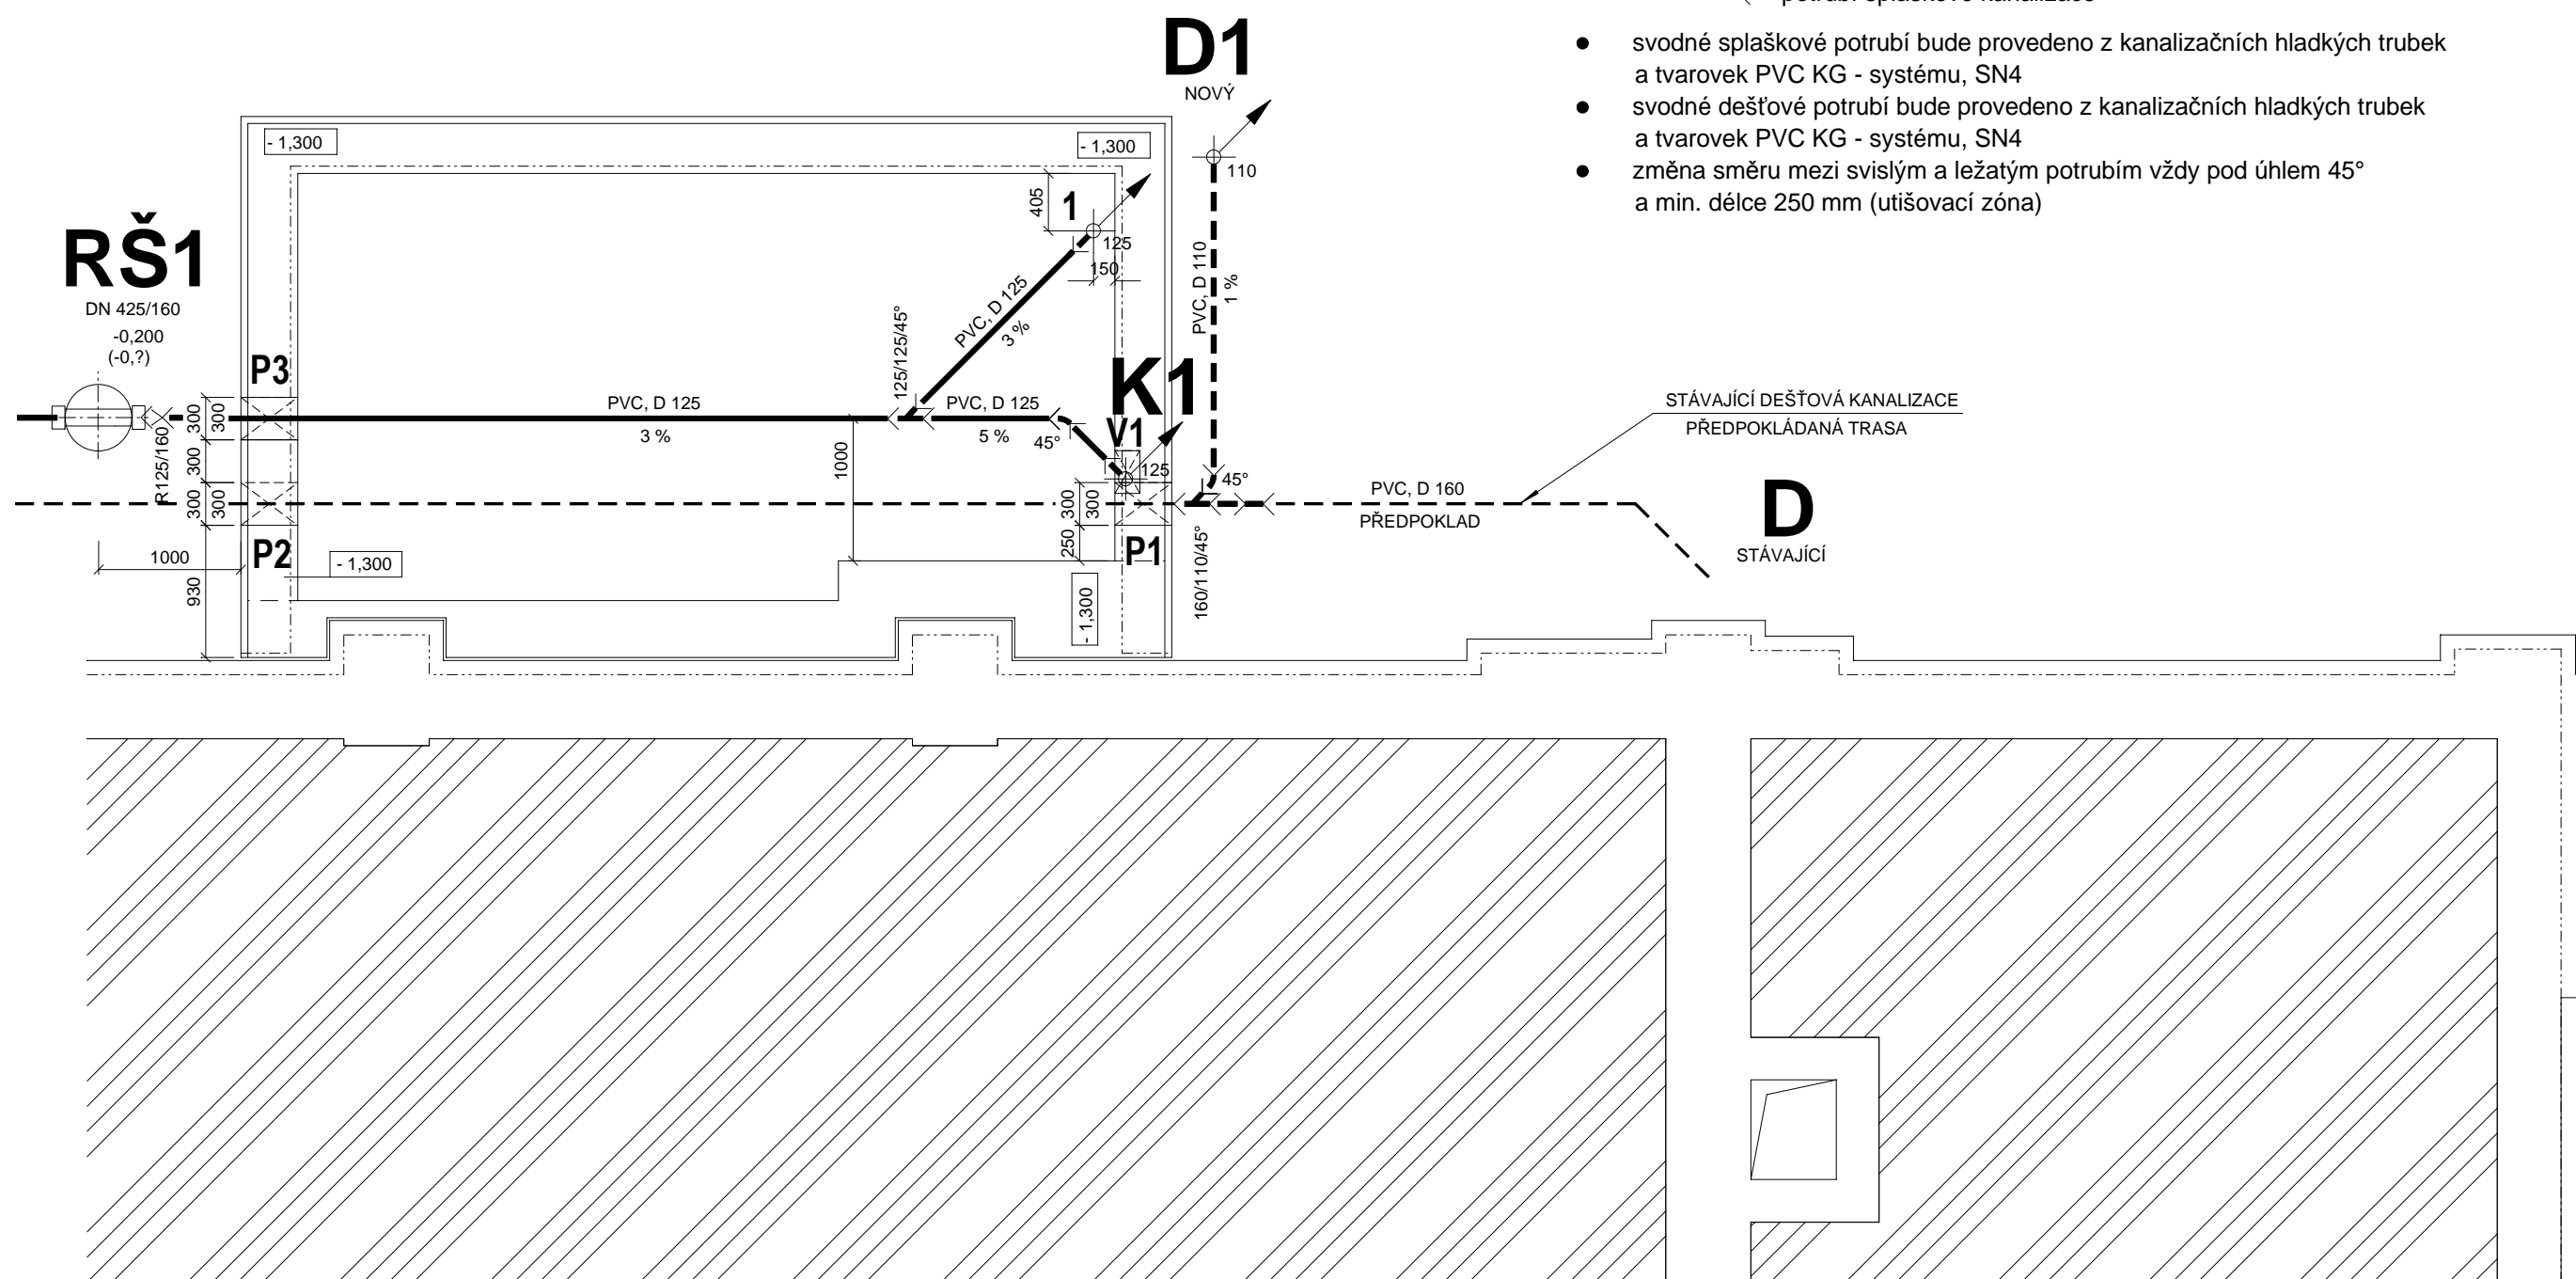 potrubí splaškové kanalizace
● svodné splaškové potrubí bude provedeno z kanalizačních hladkých trubek
a tvarovek PVC KG - systému, SN4
● svodné dešťové potrubí bude provedeno z kanalizačních hladkých trubek
a tvarovek PVC KG - systému, SN4
● změna směru mezi svislým a ležatým potrubím vždy pod úhlem 45°
a min. délce 250 mm (utišovací zóna)
D1
NOVÝ
110
- 1,300
- 1,300
405
1
125
150
PVC, D 110
1 %
RŠ1
DN 425/160
-0,200
(-0,?)
P3
PVC, D 125
3 %
125/125/45°
K1
V1
PVC, D 125
3 %
PVC, D 125
5 %
45°
125
45°
300
300
300
300
300
R125/160
1000
300
300
250
P1
P2
1000
930
- 1,300
- 1,300
160/110/45°
STÁVAJÍCÍ DEŠŤOVÁ KANALIZACE
PŘEDPOKLÁDANÁ TRASA
PVC, D 160
PŘEDPOKLAD
D
STÁVAJÍCÍ